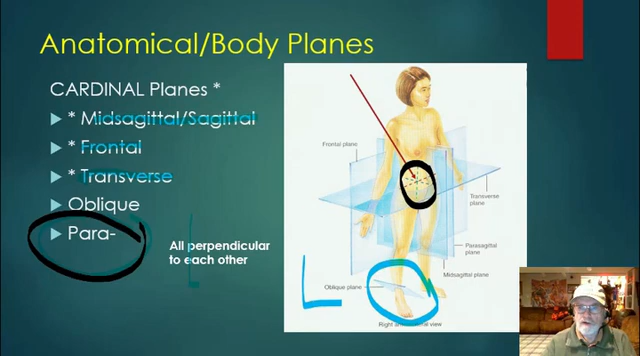 Anatomical/Body Planes
CARDINAL Planes *
* Midsagittal/Sagittal
* Frontal
* Transverse
Oblique
Para-
All perpendicular
to each other
Frontal plane
Transverse
plane
Parasagittal
plane
Midsagittal plane
Oblique plane
Right view